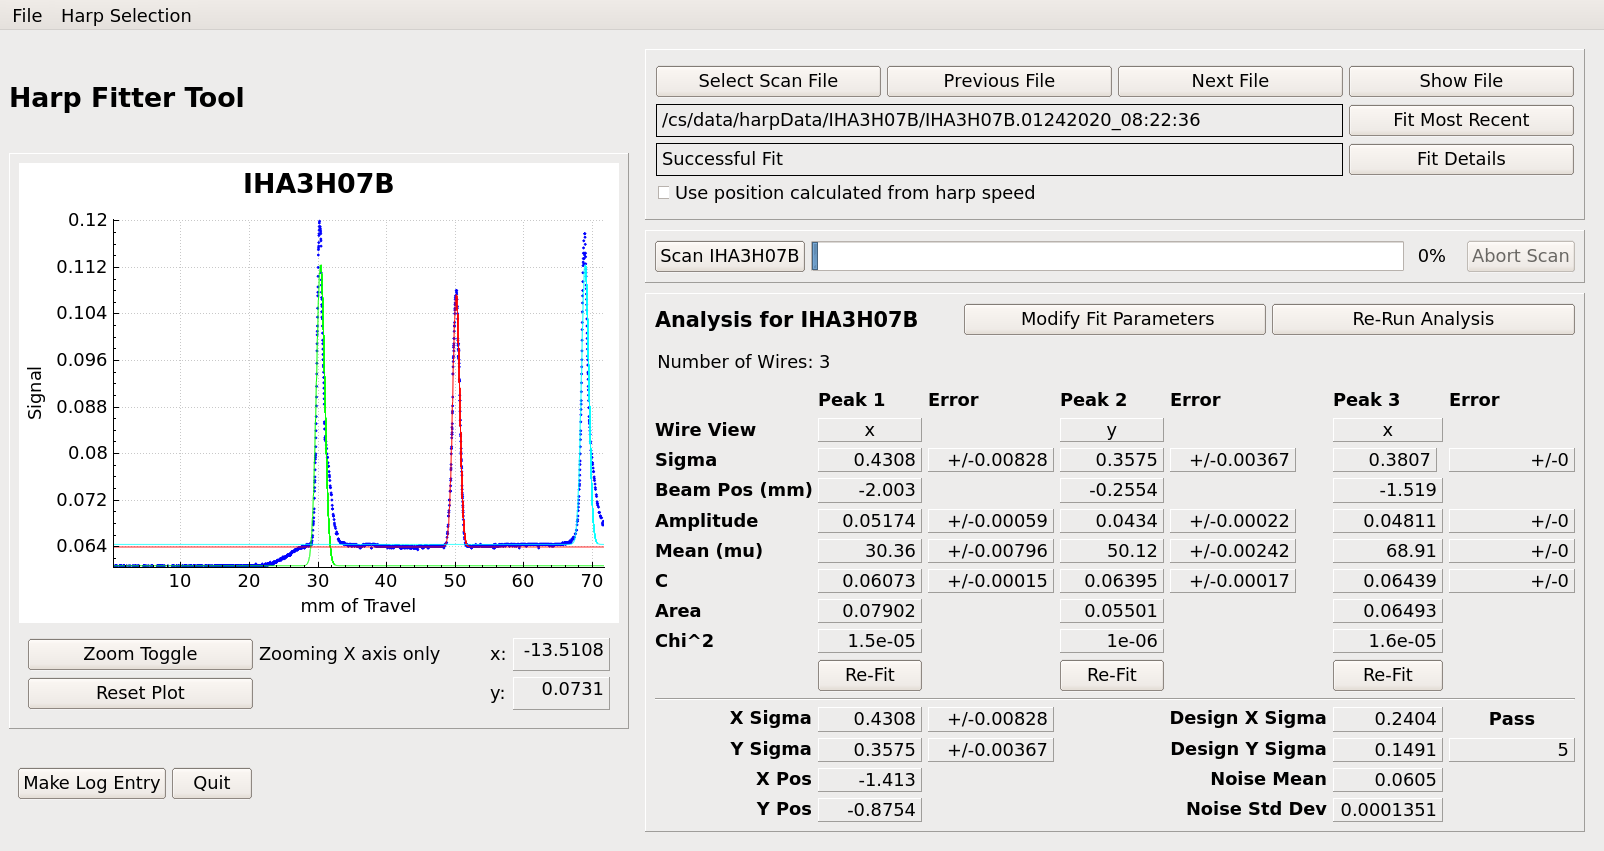 File Harp Selection
Harp Fitter Tool
Select Scan File Previous File Next File Show File
/cs/data/harpData/IHA3H07B/IHA3H07B.01242020_08:22:36 Fit Most Recent
Successful Fit Fit Details
Use position calculated from harp speed
IHA3H07B
0.12
0.112
0.104
0.096
0.088
0.08
0.072
0.064
Signal
10 20 30 40 50 60 70
mm of Travel
Zoom Toggle Zooming X axis only x: -13.5108
Reset Plot y: 0.0731
Make Log Entry Quit
Scan IHA3H07B 0% Abort Scan
Analysis for IHA3H07B Modify Fit Parameters Re-Run Analysis
Number of Wires: 3
Peak 1 Error Peak 2 Error Peak 3 Error
Wire View x y x
Sigma 0.4308 +/-0.00828 0.3575 +/-0.00367 0.3807 +/-0
Beam Pos (mm) -2.003 -0.2554 -1.519
Amplitude 0.05174 +/-0.00059 0.0434 +/-0.00022 0.04811 +/-0
Mean (mu) 30.36 +/-0.00796 50.12 +/-0.00242 68.91 +/-0
C 0.06073 +/-0.00015 0.06395 +/-0.00017 0.06439 +/-0
Area 0.07902 0.05501 0.06493
Chi^2 1.5e-05 1e-06 1.6e-05
Re-Fit Re-Fit Re-Fit
X Sigma 0.4308 +/-0.00828 Design X Sigma 0.2404 Pass
Y Sigma 0.3575 +/-0.00367 Design Y Sigma 0.1491 5
X Pos -1.413 Noise Mean 0.0605
Y Pos -0.8754 Noise Std Dev 0.0001351